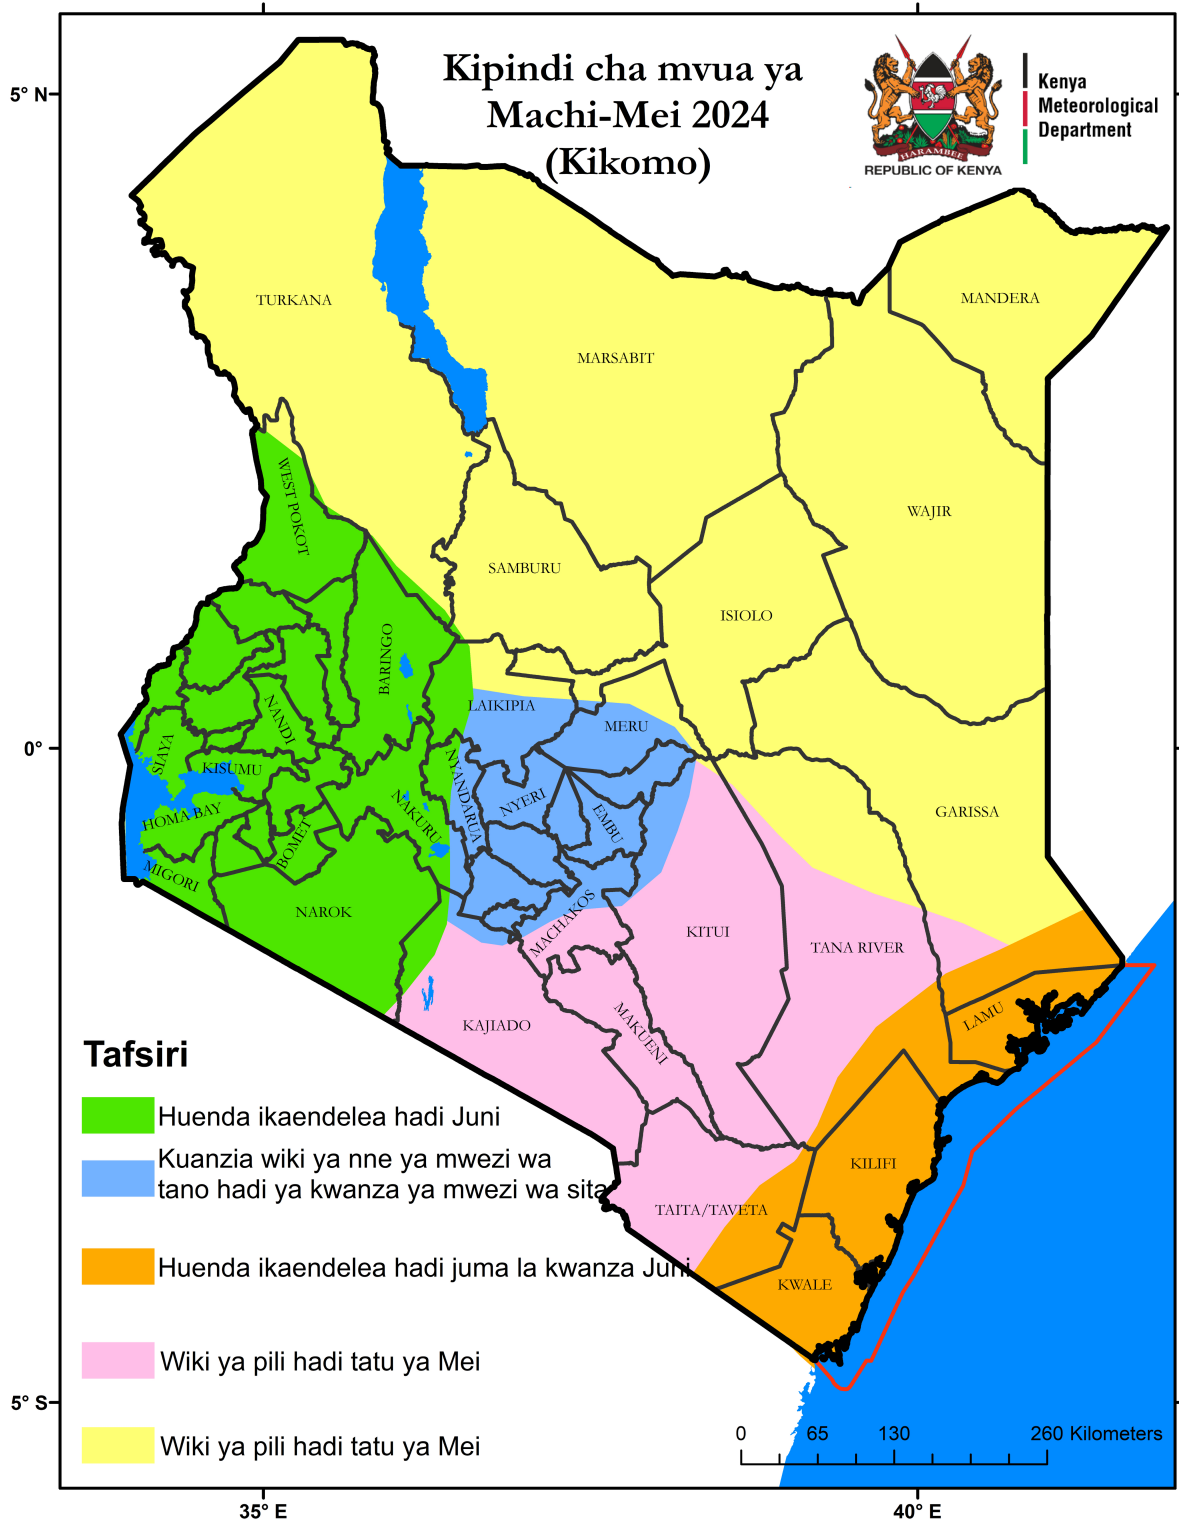 Kipindi cha mvua ya
Machi-Mei 2024
(Kikomo)
HARAMBEE
REPUBLIC OF KENYA
Kenya
Meteorological
Department
5° N
0°
5° S
35° E
40° E
TURKANA
MARSABIT
MANDERA
WAJIR
WEST POKOT
SAMBURU
ISIOLO
BARINGO
LAIKIPIA
MERU
NANDI
SIAYA
KISUMU
HOMA BAY
NYANDARUA
NYERI
EMBU
NAKURU
BOMET
MIGORI
NAROK
GARISSA
MACHAKOS
KITUI
TANA RIVER
KAJIADO
MAKUENI
LAMU
KILIFI
TAITA/TAVETA
KWALE
Tafsiri
Huenda ikaendelea hadi Juni
Kuanzia wiki ya nne ya mwezi wa
tano hadi ya kwanza ya mwezi wa sita
Huenda ikaendelea hadi juma la kwanza Juni
Wiki ya pili hadi tatu ya Mei
Wiki ya pili hadi tatu ya Mei
0 65 130 260 Kilometers